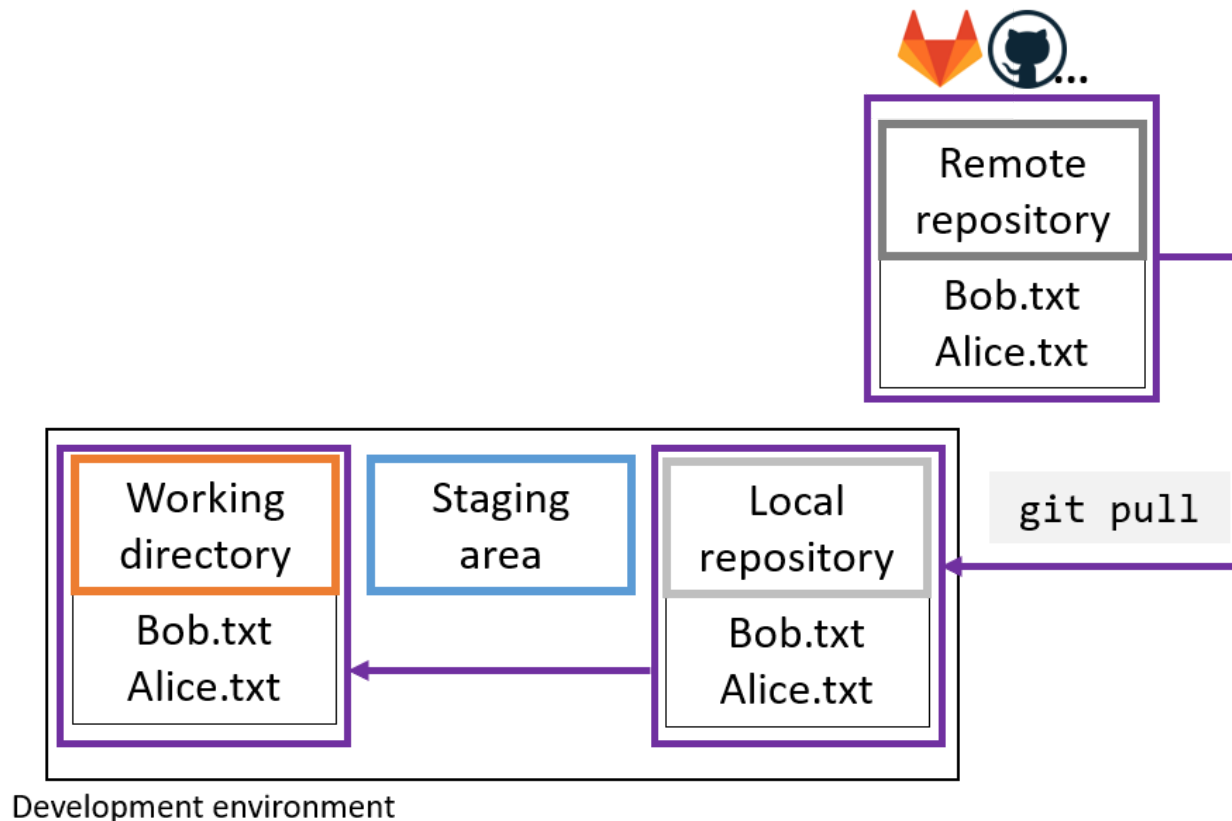 ...
Remote
repository
Bob.txt
Alice.txt
Working
directory
Bob.txt
Alice.txt
Staging
area
Local
repository
Bob.txt
Alice.txt
git pull
Development environment